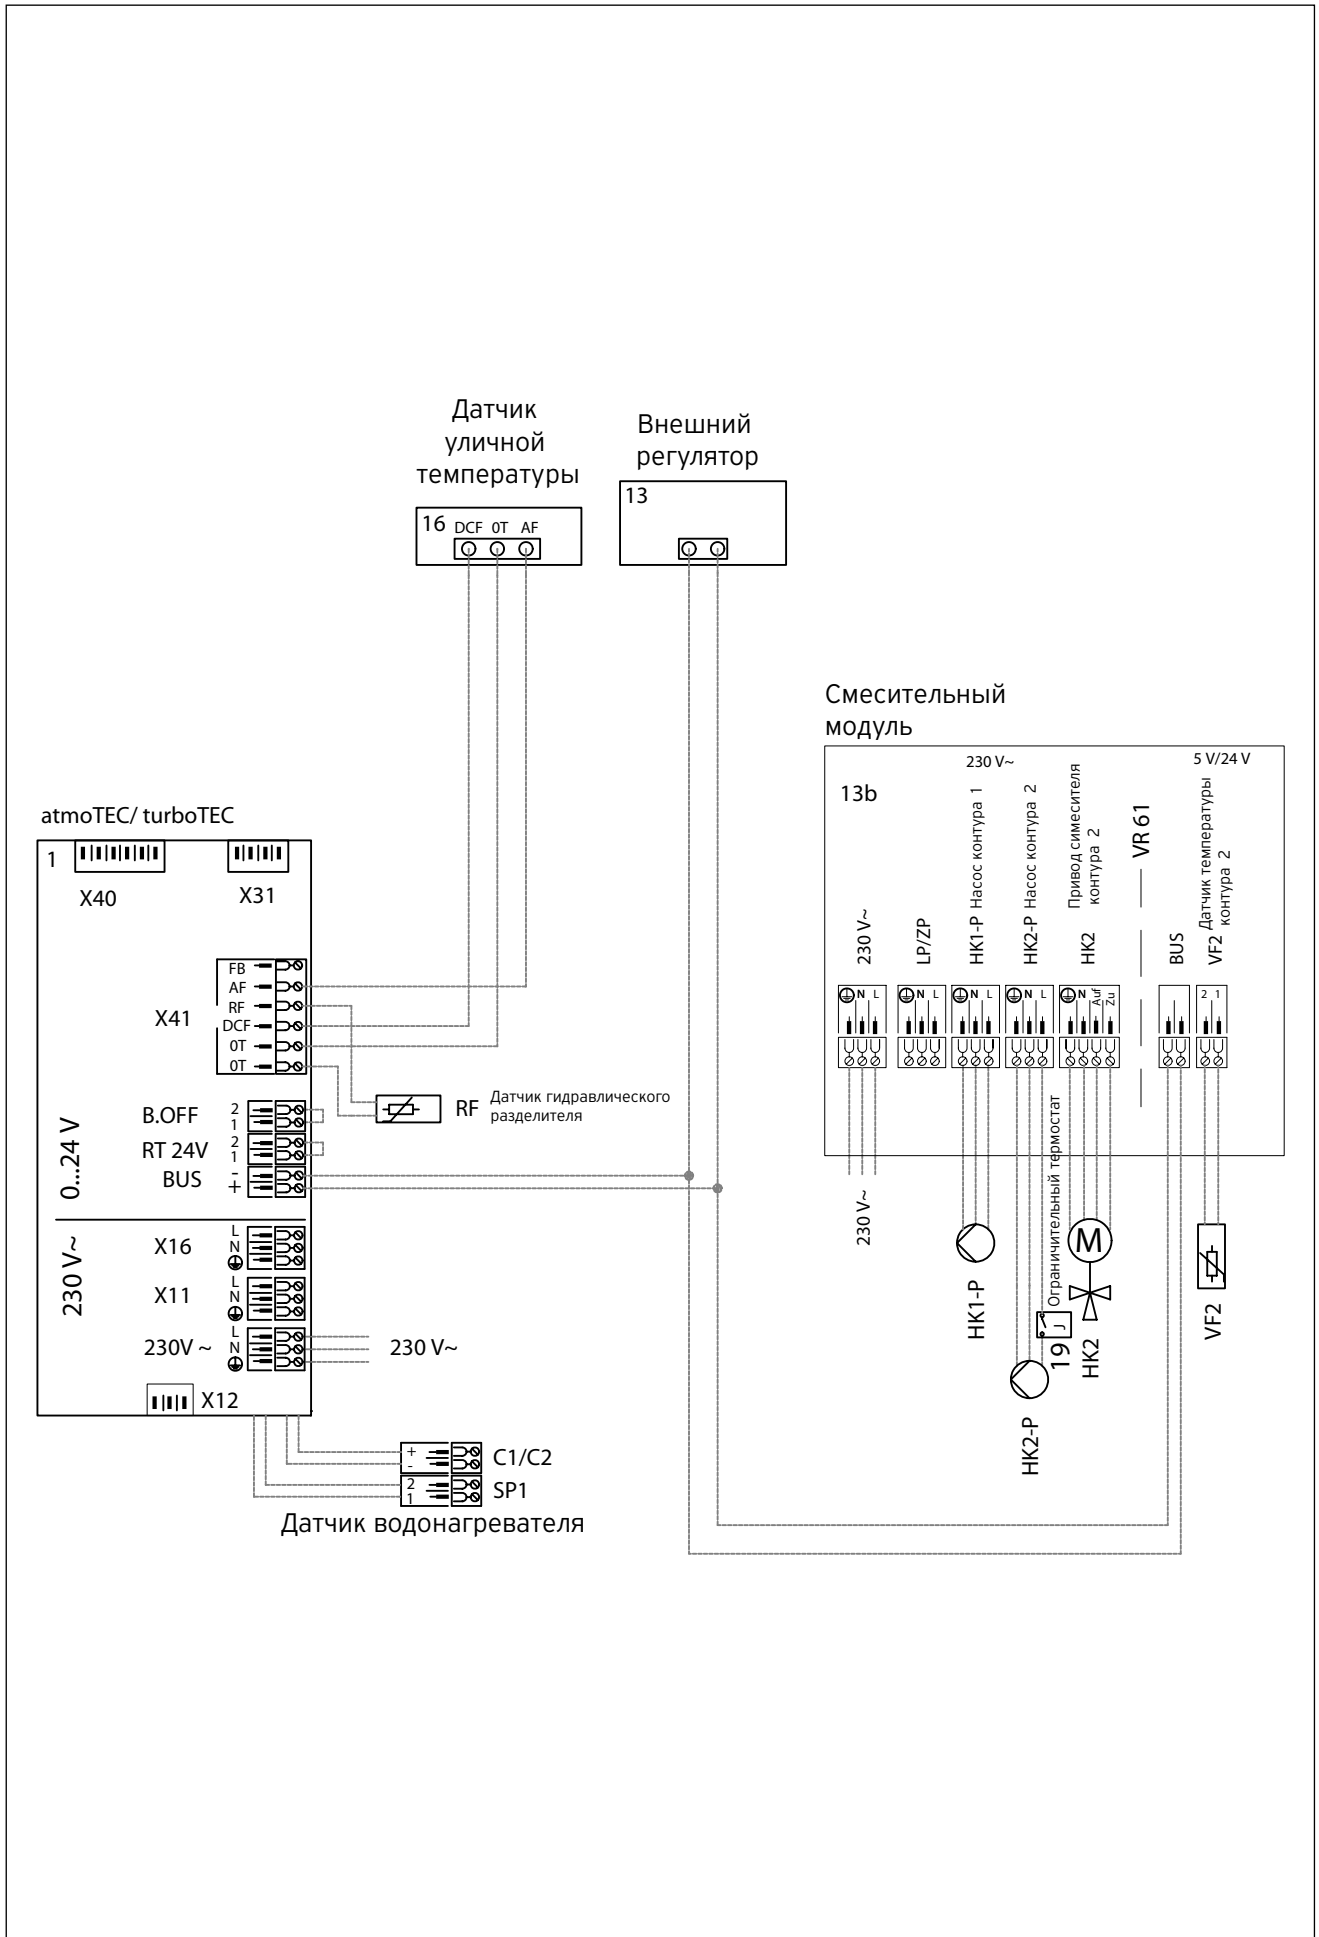 Датчик
уличной
температуры
Внешний
регулятор
16 DCF 0T AF
13
Смесительный
модуль
230 V~
5 V/24 V
13b
Насос контура 1
Насос контура 2
Привод симесителя
контура 2
VR 61
Датчик температуры
контура 2
230 V~
LP/ZP
HK1-P
HK2-P
HK2
BUS
VF2
N L
N L
N L
N L
N Auf Zu
2 1
atmoTEC/ turboTEC
1
X40
X31
X41
FB
AF
RF
DCF
0T
0T
RF
Датчик гидравлического
разделителя
0...24 V
B.OFF
2
1
RT 24V
2
1
BUS
-
+
230 V~
X16
L
N
X11
L
N
230V ~
L
N
230 V~
X12
+
-
C1/C2
2
1
SP1
Датчик водонагревателя
230 V~
Ограничительный термостат
M
HK1-P
19
HK2
HK2-P
VF2